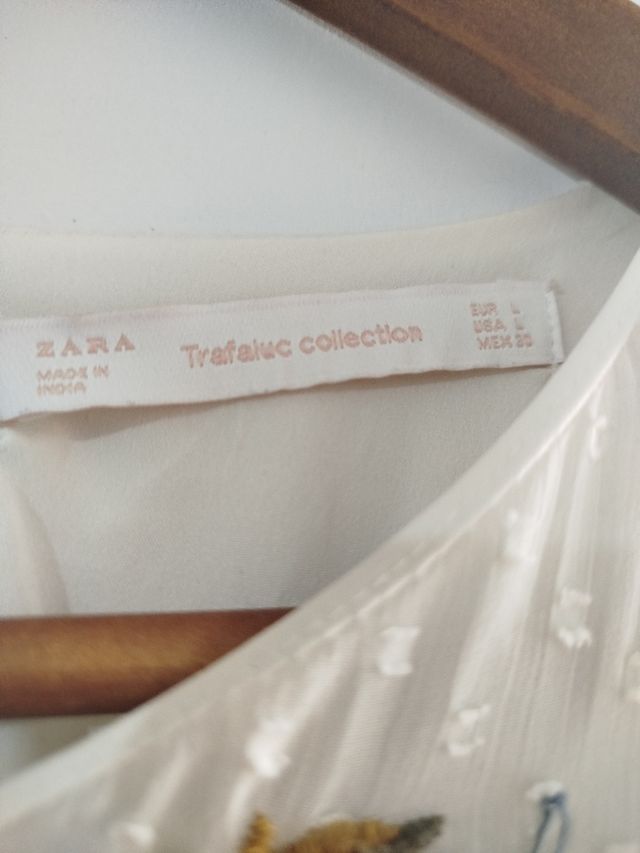 ZARA
MADE IN
INDIA
Trafaluc collection
EUR L
USA L
MEX 30